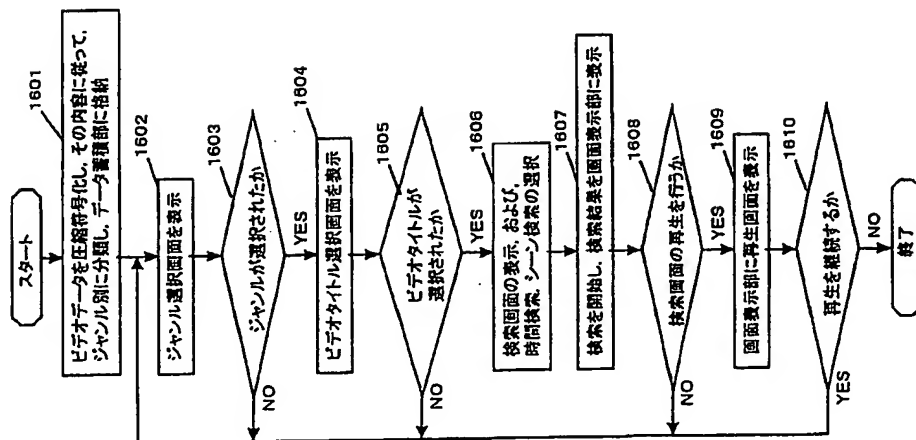 スタート
1601
ビデオデータを圧縮符号化し、その内容に従って、
ジャンル別に分類し、データ蓄積部に格納
1602
ジャンル選択画面を表示
1603
ジャンルが選択されたか
NO
YES
1604
ビデオタイトル選択画面を表示
1605
ビデオタイトルが
選択されたか
NO
YES
1606
検索画面の表示、および、
時間検索、シーン検索の選択
1607
検索を開始し、検索結果を画面表示部に表示
1608
検索画面の再生を行うか
NO
YES
1609
画面表示部に再生画面を表示
1610
再生を継続するか
YES
NO
終了